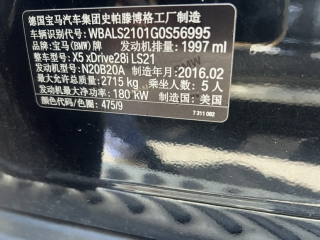 德国宝马汽车集团史帕滕博格工厂制造
车辆识别代号: WBALS2101G0S56995
品牌: 宝马(BMW) 发动机排量: 1997 ml
整车型号: X5 xDrive28i LS21
发动机型号: N20B20A 制造年月: 2016.02
最大允许总质量: 2715 kg 乘坐人数: 5 人
发动机最大净功率: 180 kW 制造国: 美国
颜色代码/色图: 475/9
7 311 002